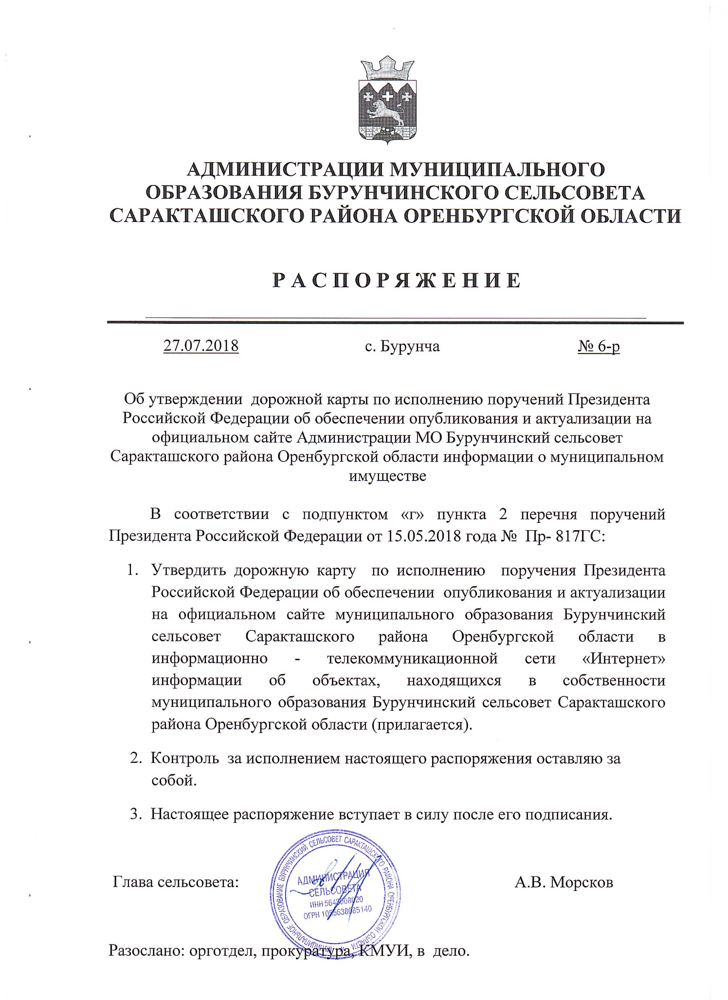 АДМИНИСТРАЦИИ МУНИЦИПАЛЬНОГО
ОБРАЗОВАНИЯ БУРУНЧИНСКОГО СЕЛЬСОВЕТА
САРАКТАШСКОГО РАЙОНА ОРЕНБУРГСКОЙ ОБЛАСТИ
Р А С П О Р Я Ж Е Н И Е
27.07.2018 с. Бурунча № 6-р
Об утверждении дорожной карты по исполнению поручений Президента
Российской Федерации об обеспечении опубликования и актуализации на
официальном сайте Администрации МО Бурунчинский сельсовет
Саракташского района Оренбургской области информации о муниципальном
имуществе
В соответствии с подпунктом «г» пункта 2 перечня поручений
Президента Российской Федерации от 15.05.2018 года № Пр- 817ГС:
1. Утвердить дорожную карту по исполнению поручения Президента
Российской Федерации об обеспечении опубликования и актуализации
на официальном сайте муниципального образования Бурунчинский
сельсовет Саракташского района Оренбургской области в
информационно - телекоммуникационной сети «Интернет»
информации об объектах, находящихся в собственности
муниципального образования Бурунчинский сельсовет Саракташского
района Оренбургской области (прилагается).
2. Контроль за исполнением настоящего распоряжения оставляю за
собой.
3. Настоящее распоряжение вступает в силу после его подписания.
МУНИЦИПАЛЬНОЕ ОБРАЗОВАНИЕ БУРУНЧИНСКИЙ СЕЛЬСОВЕТ САРАКТАШСКОГО РАЙОНА ОРЕНБУРГСКОЙ ОБЛАСТИ
АДМИНИСТРАЦИЯ
СЕЛЬСОВЕТА
ИНН 5643008020
ОГРН 1055638085140
Глава сельсовета: А.В. Морсков
Разослано: орготдел, прокуратура, КМУИ, в дело.